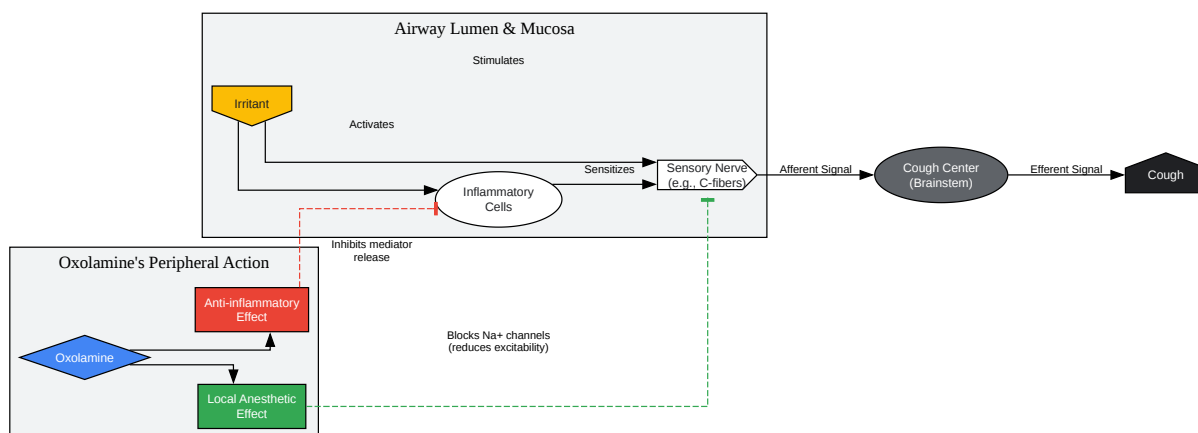 Airway Lumen & Mucosa
Stimulates
Irritant
Activates
Sensitizes
Sensory Nerve
(e.g., C-fibers)
Afferent Signal
Cough Center
(Brainstem)
Efferent Signal
Cough
Inflammatory
Cells
Inhibits mediator
release
Oxolamine's Peripheral Action
Anti-inflammatory
Effect
Oxolamine
Blocks Na+ channels
(reduces excitability)
Local Anesthetic
Effect